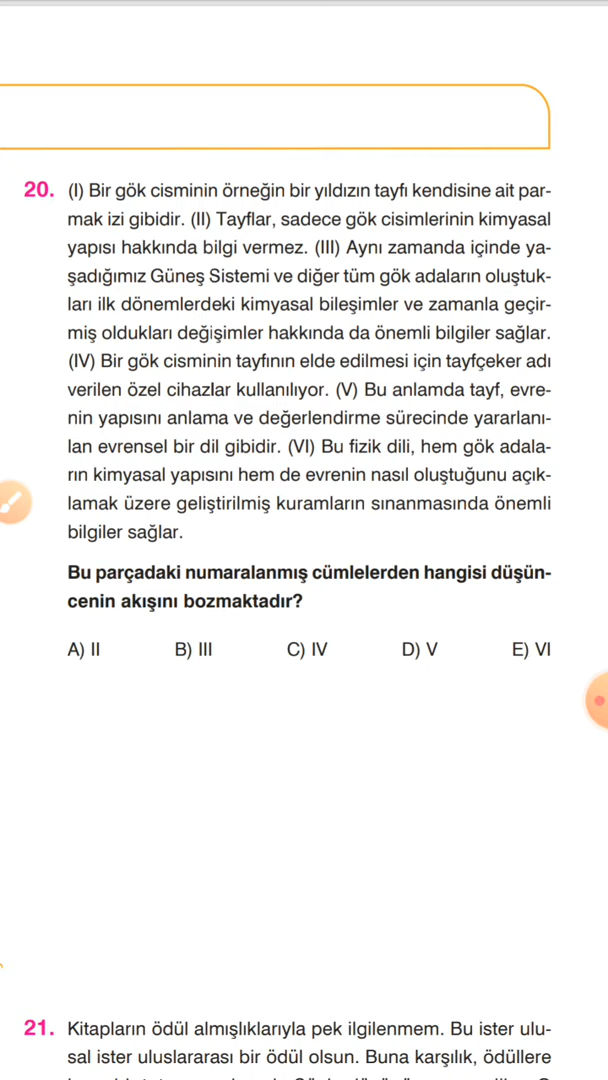 20. (I) Bir gök cisminin örneğin bir yıldızın tayfı kendisine ait par-
mak izi gibidir. (II) Tayflar, sadece gök cisimlerinin kimyasal
yapısı hakkında bilgi vermez. (III) Aynı zamanda içinde ya-
şadığımız Güneş Sistemi ve diğer tüm gök adaların oluştuk-
ları ilk dönemlerdeki kimyasal bileşimler ve zamanla geçir-
miş oldukları değişimler hakkında da önemli bilgiler sağlar.
(IV) Bir gök cisminin tayfının elde edilmesi için tayfçeker adı
verilen özel cihazlar kullanılıyor. (V) Bu anlamda tayf, evre-
nin yapısını anlama ve değerlendirme sürecinde yararlanı-
lan evrensel bir dil gibidir. (VI) Bu fizik dili, hem gök adala-
rın kimyasal yapısını hem de evrenin nasıl oluştuğunu açık-
lamak üzere geliştirilmiş kuramların sınanmasında önemli
bilgiler sağlar.
Bu parçadaki numaralanmış cümlelerden hangisi düşün-
cenin akışını bozmaktadır?
A) II B) III C) IV D) V E) VI
21. Kitapların ödül almışlıklarıyla pek ilgilenmem. Bu ister ulu-
sal ister uluslararası bir ödül olsun. Buna karşılık, ödüllere